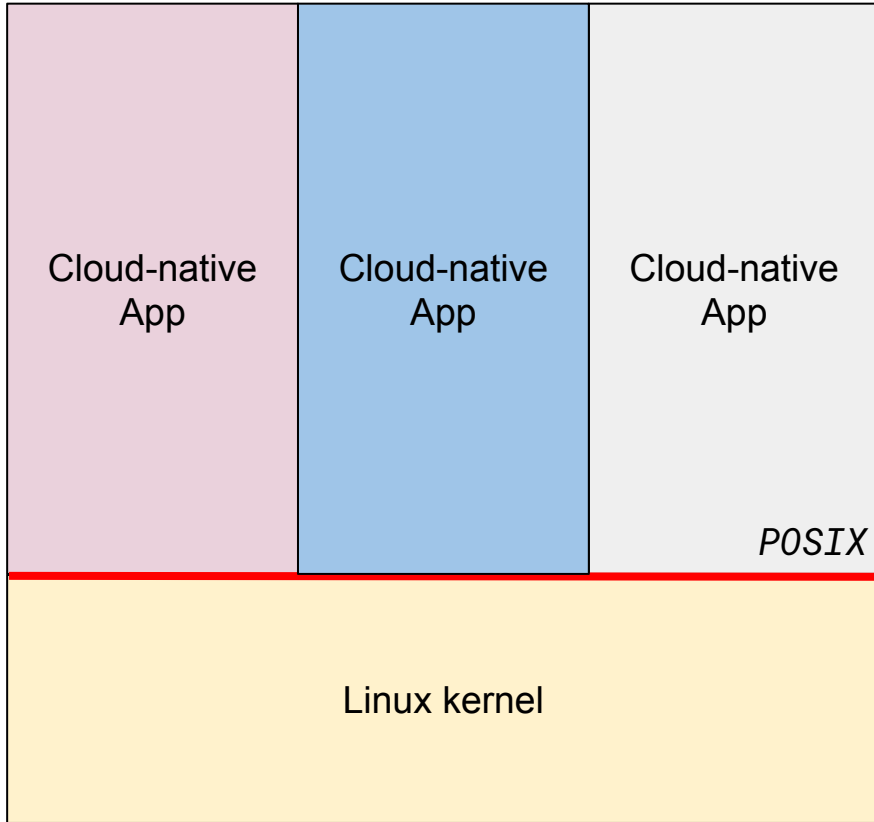 Cloud-native
App
Cloud-native
App
Cloud-native
App
POSIX
Linux kernel